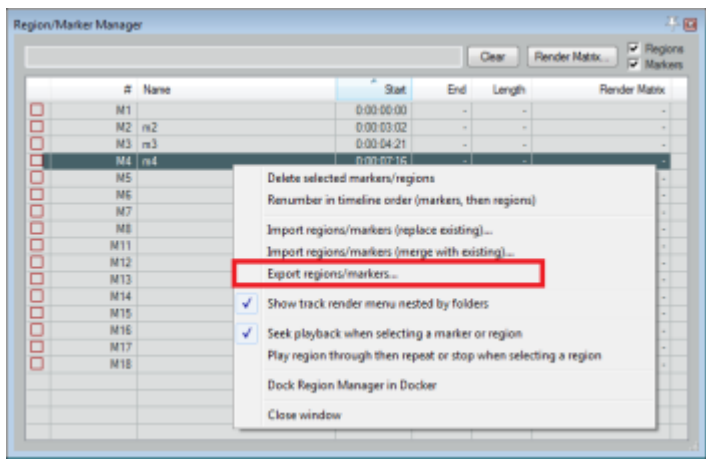 Region/Marker Manager
Clear Render Matrix... Regions
Markers
# Name Start End Length Render Matrix
M1 0:00:00:00 - - -
M2 m2 0:00:03:02 - - -
M3 m3 0:00:04:21 - - -
M4 m4 0:00:07:16 - - -
M5 -
M6 -
M7 -
M8 -
M11 -
M12 -
M13 -
M14 -
M15 -
M16 -
M17 -
M18 -
Delete selected markers/regions
Renumber in timeline order (markers, then regions)
Import regions/markers (replace existing)...
Import regions/markers (merge with existing)...
Export regions/markers...
Show track render menu nested by folders
Seek playback when selecting a marker or region
Play region through then repeat or stop when selecting a region
Dock Region Manager in Docker
Close window